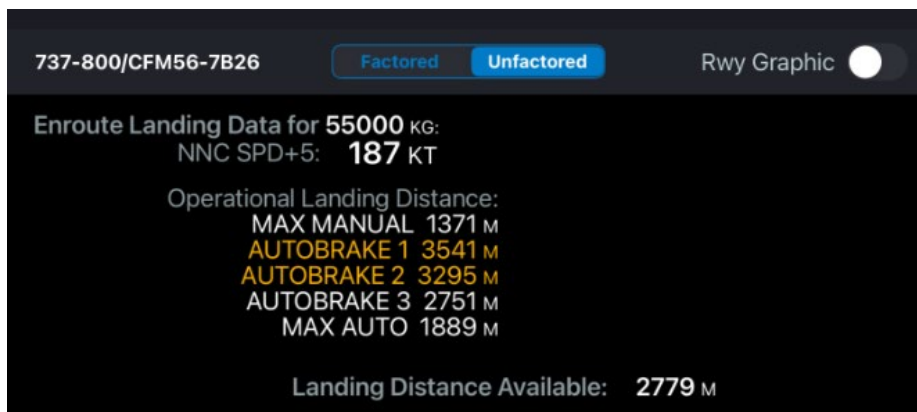 737-800/CFM56-7B26 Factored Unfactored Rwy Graphic
Enroute Landing Data for 55000 KG:
NNC SPD+5: 187 KT
Operational Landing Distance:
MAX MANUAL 1371 M
AUTOBRAKE 1 3541 M
AUTOBRAKE 2 3295 M
AUTOBRAKE 3 2751 M
MAX AUTO 1889 M
Landing Distance Available: 2779 M